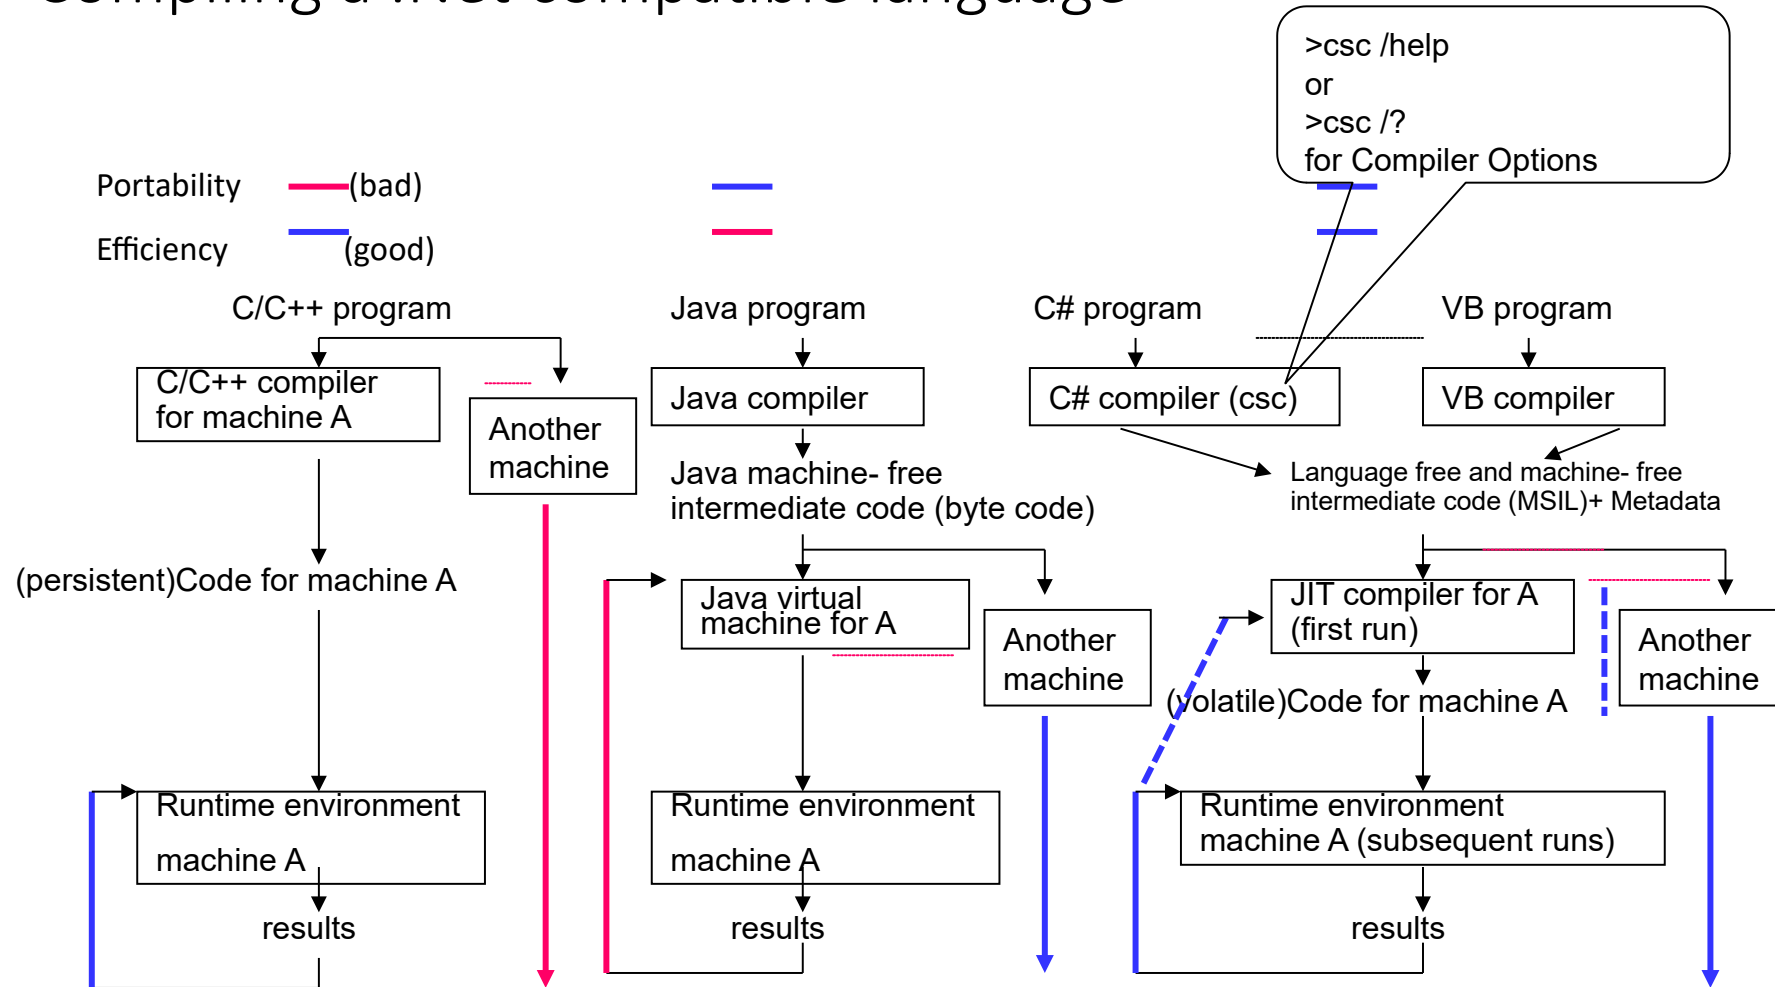 Compiling a .Net compatible language
>csc /help
or
>csc /?
for Compiler Options
Portability (bad)
Efficiency (good)
C/C++ program
Java program
C# program
VB program
C/C++ compiler
for machine A
Another
machine
Java compiler
C# compiler (csc)
VB compiler
Java machine- free
intermediate code (byte code)
Language free and machine- free
intermediate code (MSIL)+ Metadata
(persistent)Code for machine A
Java virtual
machine for A
Another
machine
JIT compiler for A
(first run)
Another
machine
(volatile)Code for machine A
Runtime environment
machine A
Runtime environment
machine A
Runtime environment
machine A (subsequent runs)
results
results
results